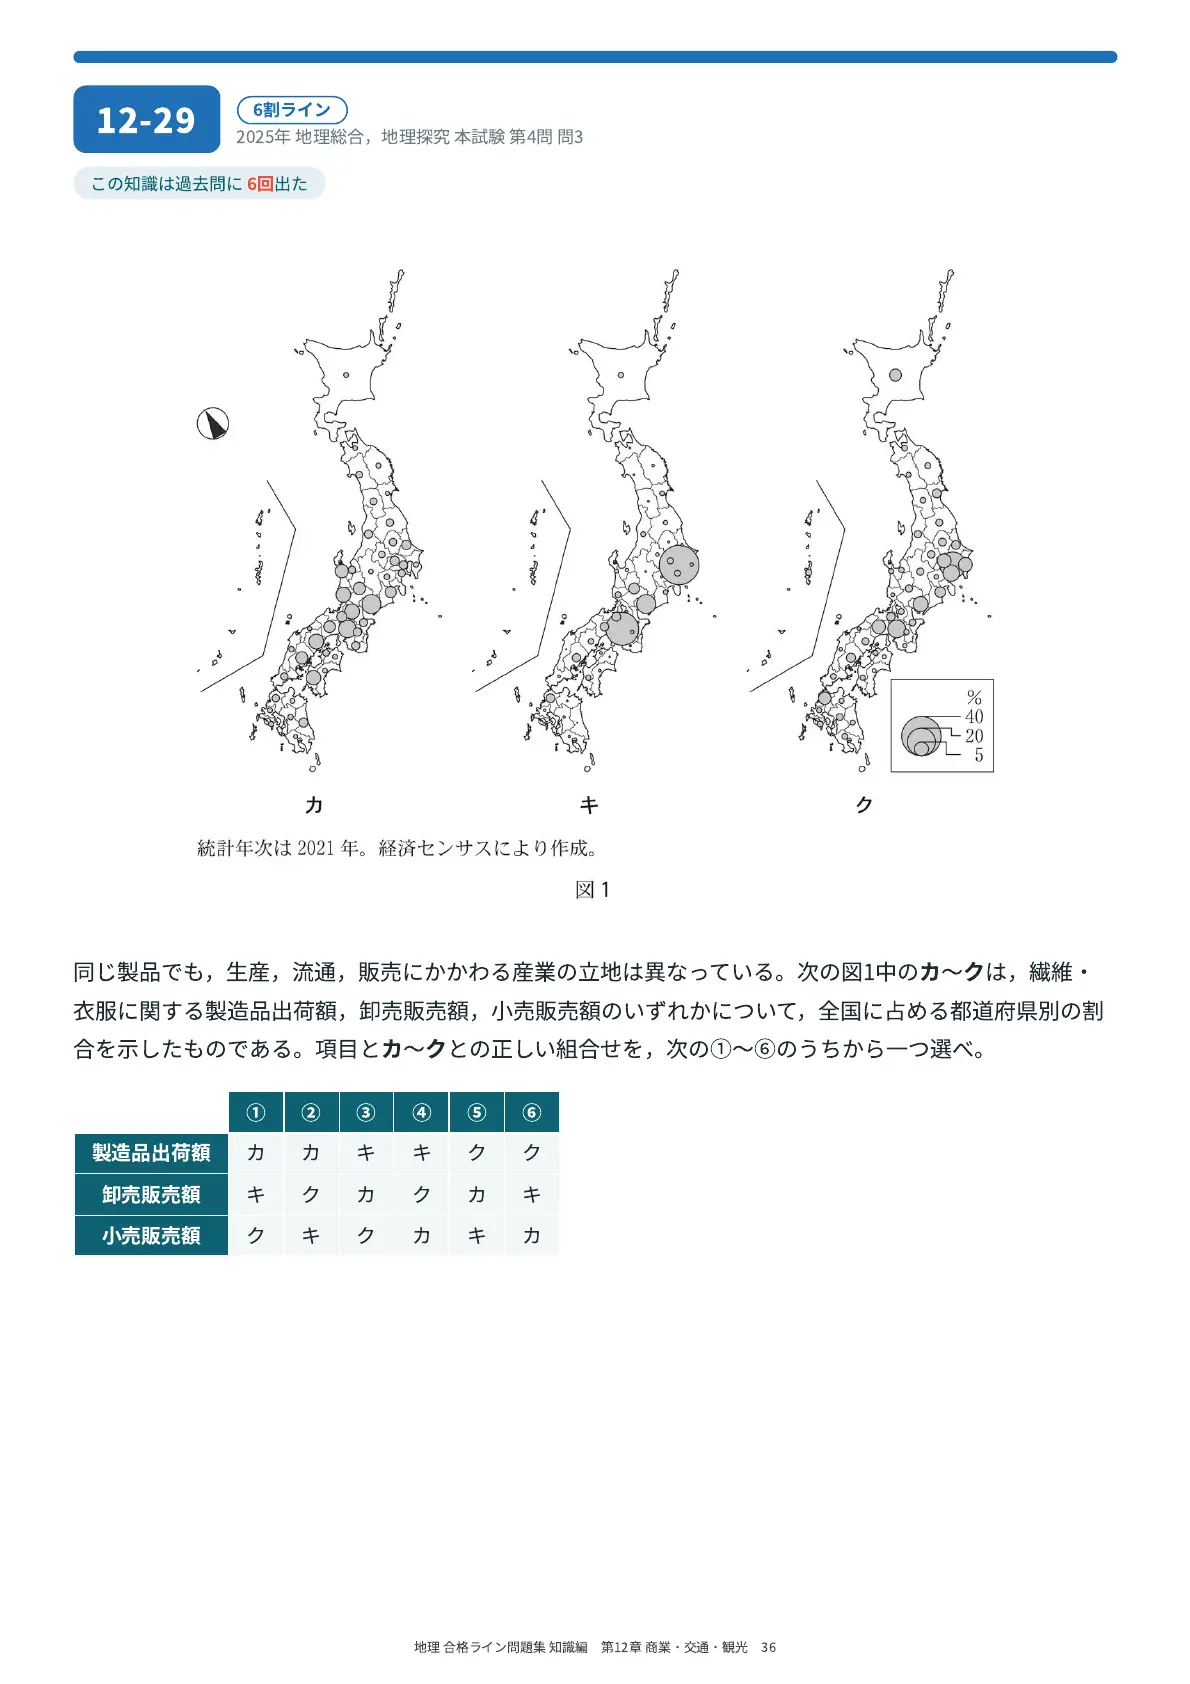 12-29
6割ライン
2025年 地理総合，地理探究 本試験 第4問 問3
この知識は過去問に 6回出た
%
40
20
5
カ
キ
ク
統計年次は 2021 年。経済センサスにより作成。
図 1
同じ製品でも，生産，流通，販売にかかわる産業の立地は異なっている。次の図1中のカ～クは，繊維・
衣服に関する製造品出荷額，卸売販売額，小売販売額のいずれかについて，全国に占める都道府県別の割
合を示したものである。項目とカ～クとの正しい組合せを，次の①～⑥のうちから一つ選べ。
① ② ③ ④ ⑤ ⑥
製造品出荷額 カ カ キ キ ク ク
卸売販売額 キ ク カ ク カ キ
小売販売額 ク キ ク カ キ カ
地理 合格ライン問題集 知識編 第12章 商業・交通・観光 36